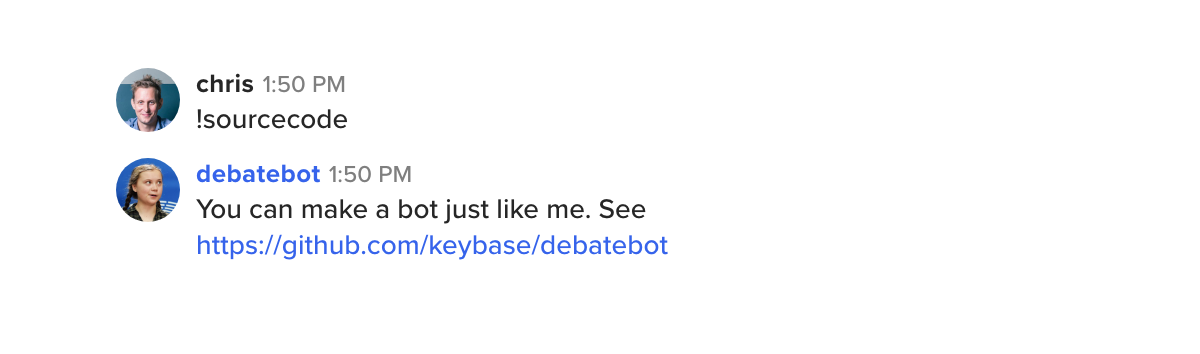 chris 1:50 PM
!sourcecode
debatebot 1:50 PM
You can make a bot just like me. See
https://github.com/keybase/debatebot